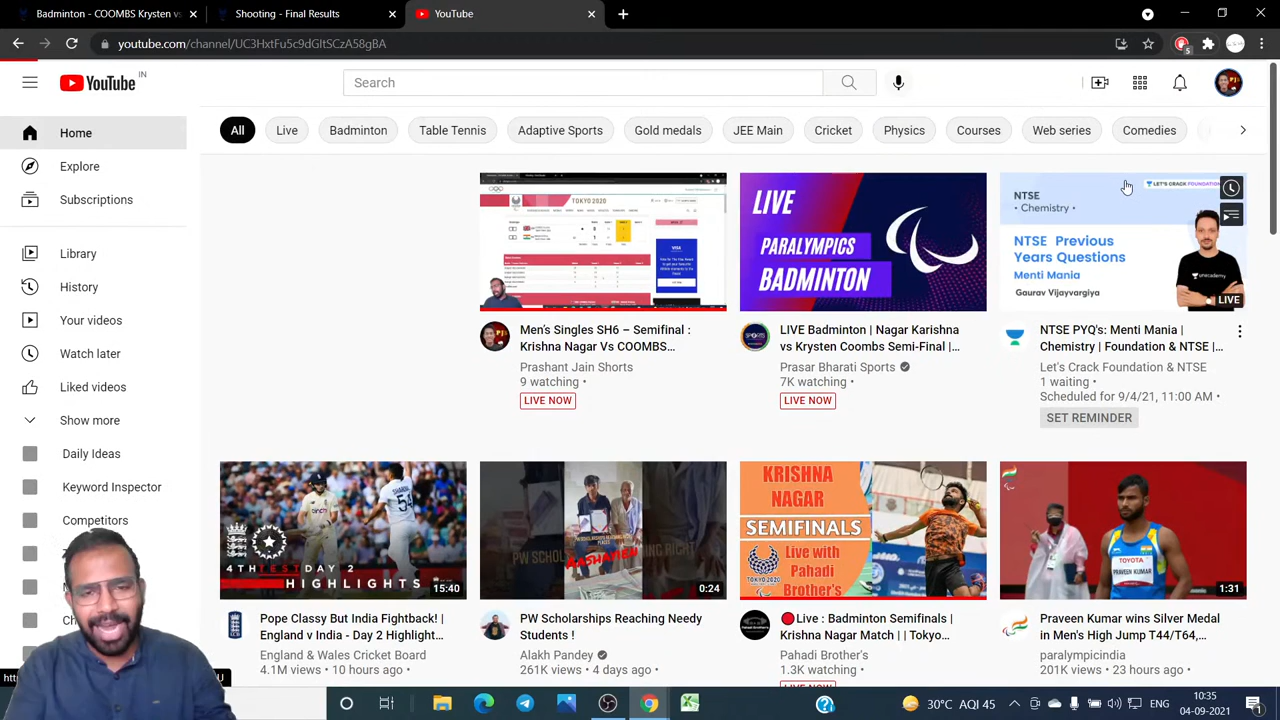 Badminton - COOMBS Krysten vs
Shooting - Final Results
YouTube
youtube.com/channel/UC3HxtFu5c9dGltSCzA58gBA
5
YouTube IN
Search
Home
Explore
Subscriptions
Library
History
Your videos
Watch later
Liked videos
Show more
Daily Ideas
Keyword Inspector
Competitors
All
Live
Badminton
Table Tennis
Adaptive Sports
Gold medals
JEE Main
Cricket
Physics
Courses
Web series
Comedies
TOKYO 2020
Men's Singles SH6 – Semifinal :
Krishna Nagar Vs COOMBS...
Prashant Jain Shorts
9 watching •
LIVE NOW
LIVE
PARALYMPICS
BADMINTON
LIVE Badminton | Nagar Karshna
vs Krysten Coombs Semi-Final |...
Prasar Bharati Sports
7K watching •
LIVE NOW
LET'S CRACK FOUNDATION
NTSE
• Chemistry •
NTSE Previous
Years Questions
Menti Mania
Gaurav Vijayvargiya
unacademy
LIVE
NTSE PYQ's: Menti Mania |
Chemistry | Foundation & NTSE |...
Let's Crack Foundation & NTSE
1 waiting •
Scheduled for 9/4/21, 11:00 AM •
SET REMINDER
4TH TEST DAY 2
HIGHLIGHTS
15:40
Pope Classy But India Fightback! |
England v India - Day 2 Highlight...
England & Wales Cricket Board
4.1M views • 10 hours ago •
0:24
PW Scholarships Reaching Needy
Students !
Alakh Pandey
261K views • 4 days ago •
KRISHNA
NAGAR
SEMIFINALS
Live with
Pahadi
Brother's
TOKYO 2020
Live : Badminton Semifinals |
Krishna Nagar Match | | Tokyo...
Pahadi Brother's
1.3K watching •
TOYOTA
PRAVEEN KUMAR
1:31
Praveen Kumar wins Silver Medal
in Men's High Jump T44/T64,...
paralympicindia
201K views • 23 hours ago •
30°C AQI 45
ENG
10:35
04-09-2021
1